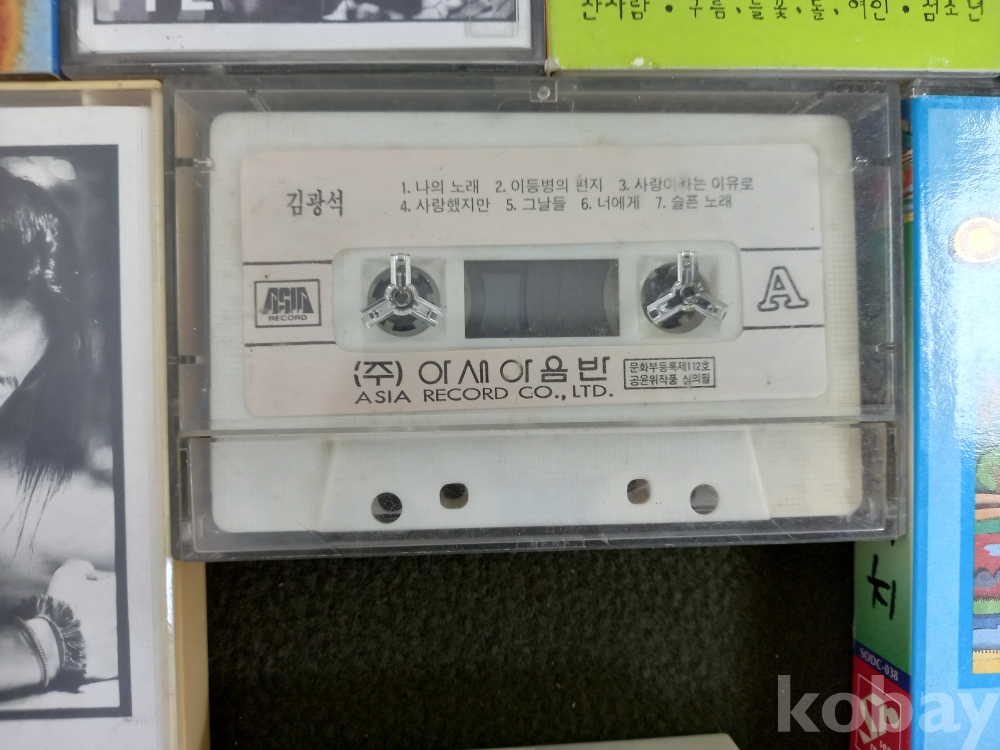 산사람 · 구름、들꽃、돌、여인 · 섬소년
김광석
1. 나의 노래 2. 이등병의 편지 3. 사랑이라는 이유로
4. 사랑했지만 5. 그날들 6. 너에게 7. 슬픈 노래
ASIA
RECORD
A
(주) 아세아음반
문화부등록제112호
공윤위작품 심의필
ASIA RECORD CO., LTD.
치
SODC-038
kobay